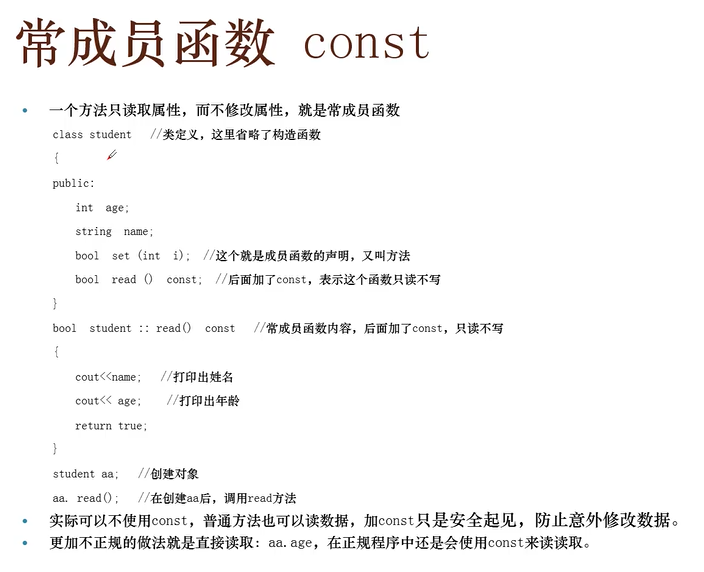 常成员函数 const
• 一个方法只读取属性，而不修改属性，就是常成员函数
class student //类定义，这里省略了构造函数
{
public:
int age;
string name;
bool set (int i); //这个就是成员函数的声明，又叫方法
bool read () const; //后面加了const，表示这个函数只读不写
}
bool student :: read() const //常成员函数内容，后面加了const，只读不写
{
cout<<name; //打印出姓名
cout<< age; //打印出年龄
return true;
}
student aa; //创建对象
aa. read(); //在创建aa后，调用read方法
• 实际可以不使用const，普通方法也可以读数据，加const只是安全起见，防止意外修改数据。
• 更加不正规的做法就是直接读取: aa.age，在正规程序中还是会使用const来读读取。